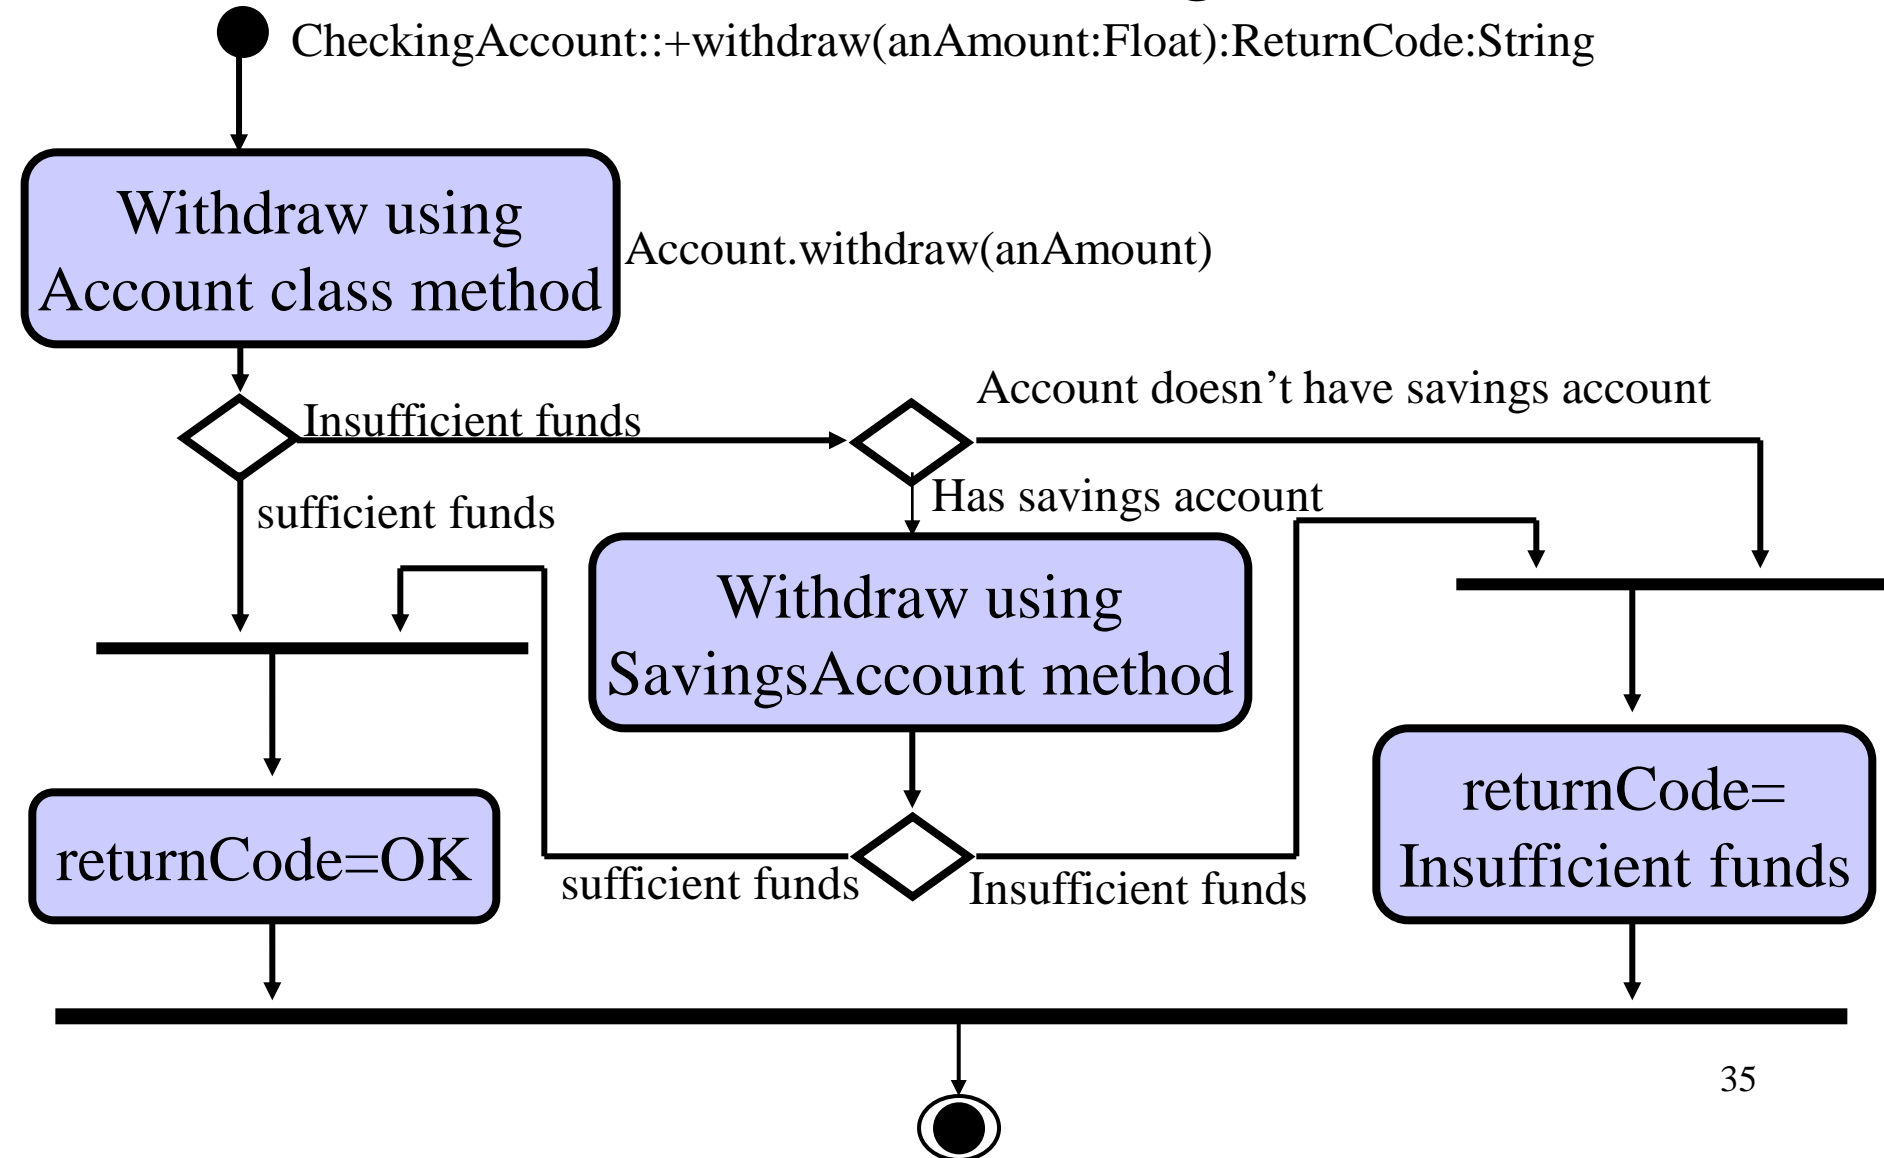 CheckingAccount::+withdraw(anAmount:Float):ReturnCode:String
Withdraw using
Account class method
Account.withdraw(anAmount)
Account doesn’t have savings account
Insufficient funds
Has savings account
sufficient funds
Withdraw using
SavingsAccount method
returnCode=
Insufficient funds
returnCode=OK
sufficient funds
Insufficient funds
35